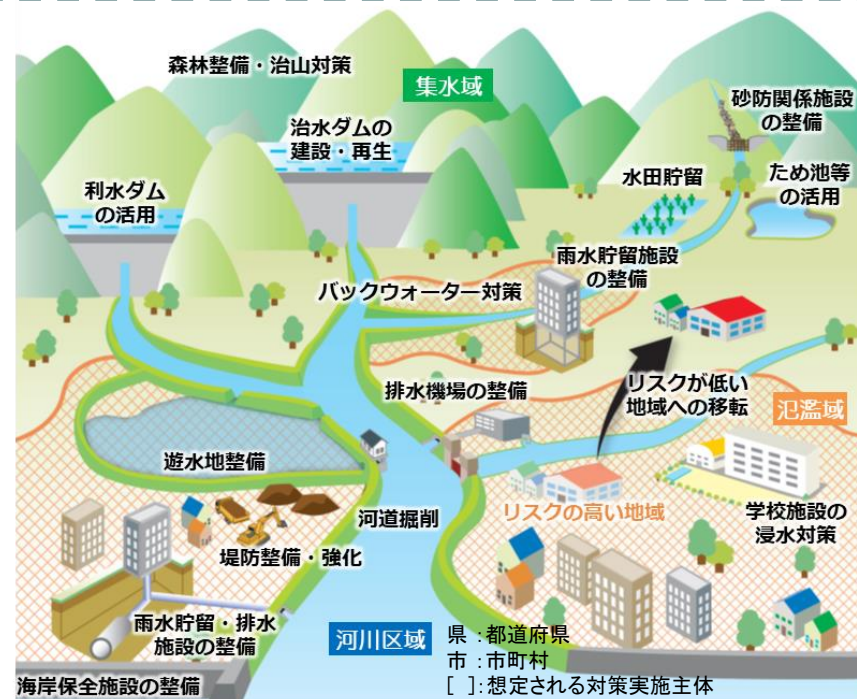 森林整備・治山対策
集水域
砂防関係施設
の整備
治水ダムの
建設・再生
水田貯留
ため池等
の活用
利水ダム
の活用
雨水貯留施設
の整備
バックウォーター対策
排水機場の整備
リスクが低い
地域への移転
氾濫域
遊水地整備
リスクの高い地域
学校施設の
浸水対策
河道掘削
堤防整備・強化
雨水貯留・排水
施設の整備
河川区域
県：都道府県
市：市町村
[ ]：想定される対策実施主体
海岸保全施設の整備